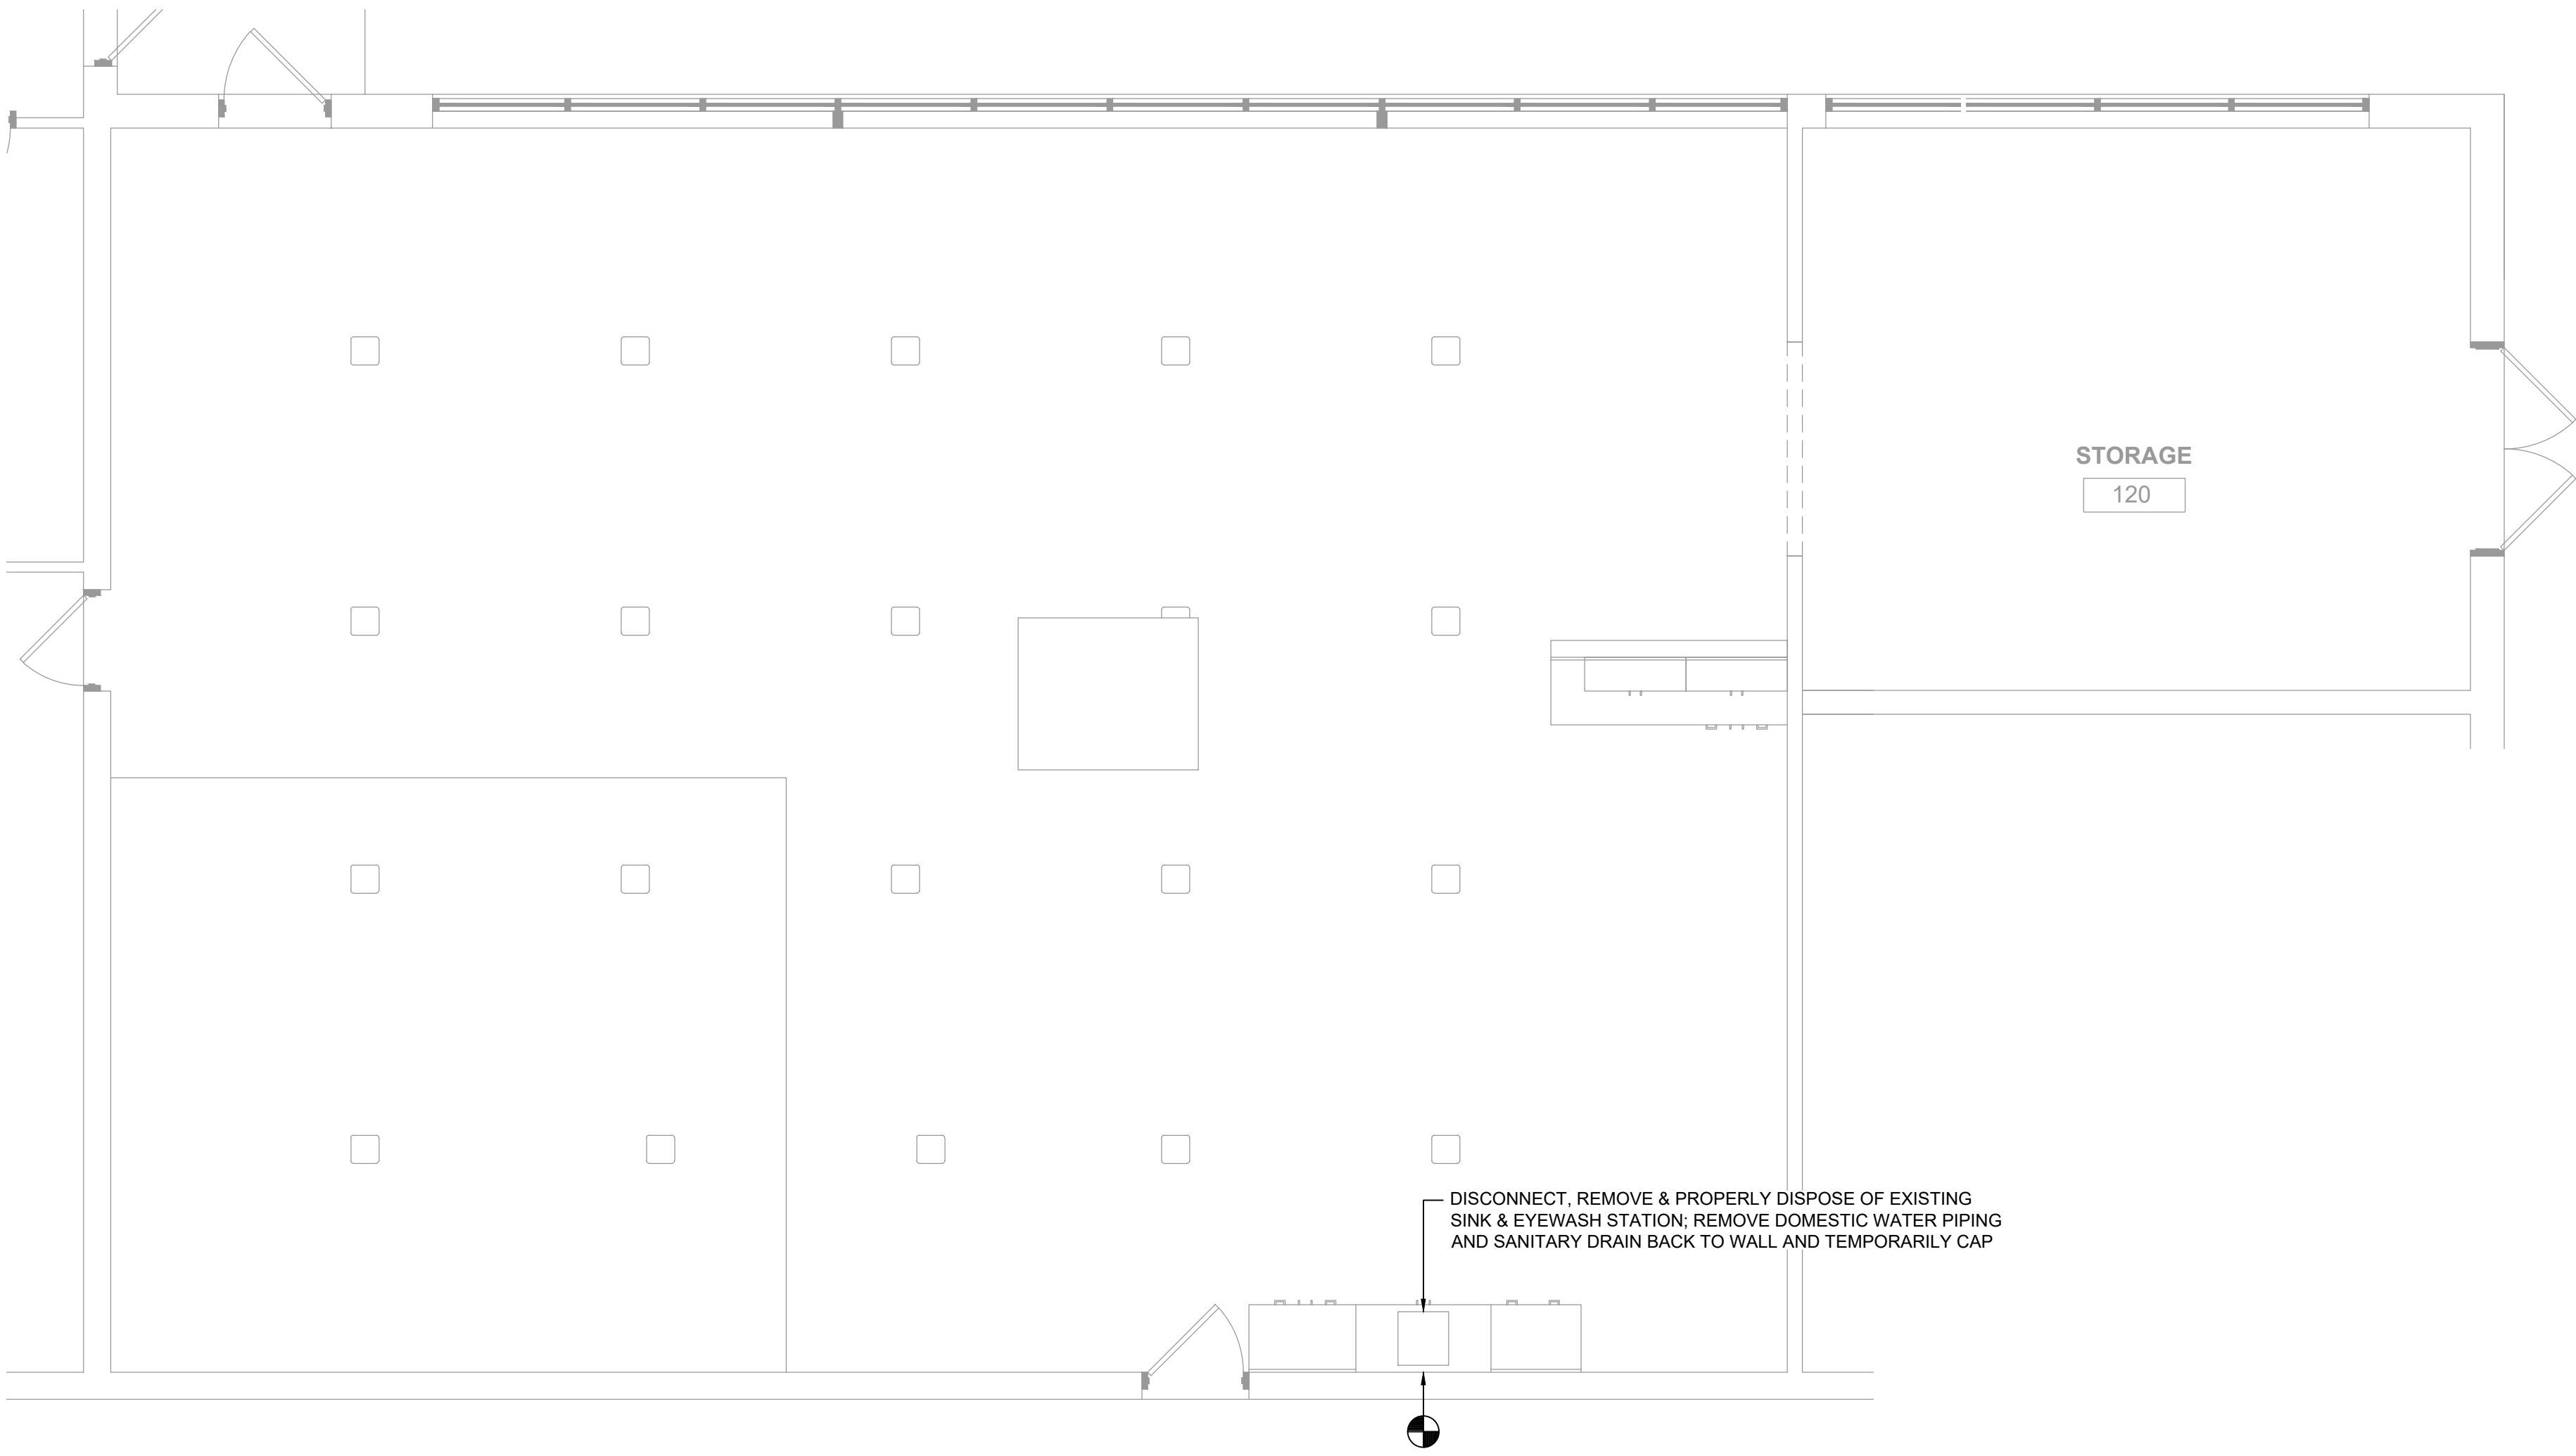 STORAGE
120
DISCONNECT, REMOVE & PROPERLY DISPOSE OF EXISTING
SINK & EYEWASH STATION; REMOVE DOMESTIC WATER PIPING
AND SANITARY DRAIN BACK TO WALL AND TEMPORARILY CAP